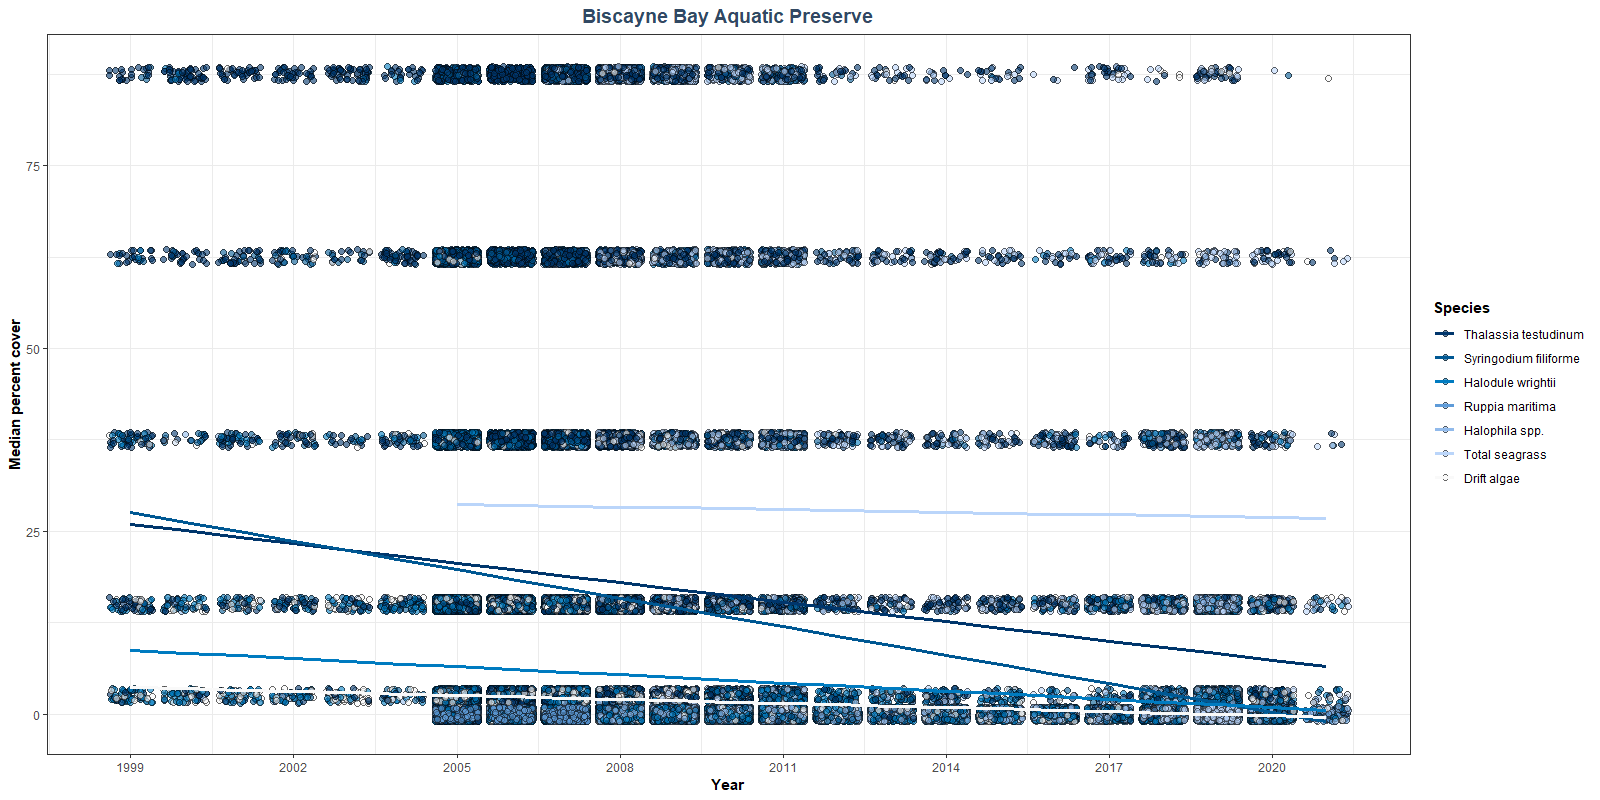 Biscayne Bay Aquatic Preserve
Median percent cover
75
50
25
0
1999 2002 2005 2008 2011 2014 2017 2020
Year
Species
Thalassia testudinum
Syringodium filiforme
Halodule wrightii
Ruppia maritima
Halophila spp.
Total seagrass
Drift algae